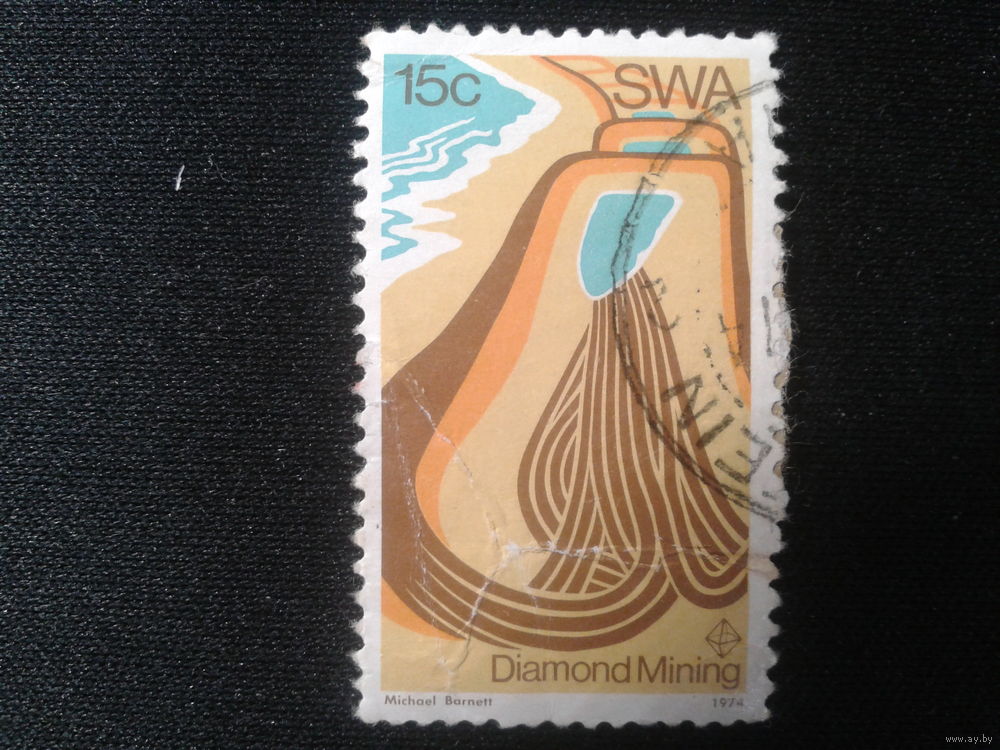 15c SWA
Diamond Mining
Michael Barnett 1974
www.ay.by